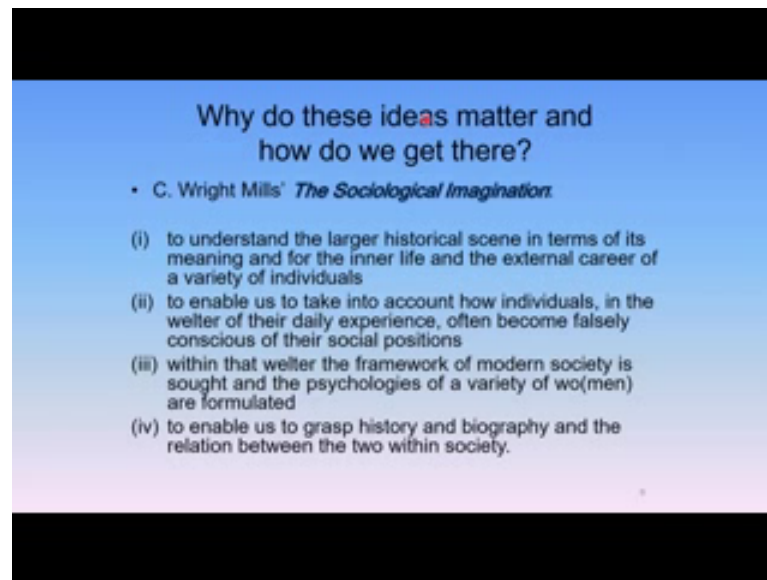 Why do these ideas matter and
how do we get there?
• C. Wright Mills' The Sociological Imagination:
(i) to understand the larger historical scene in terms of its
meaning and for the inner life and the external career of
a variety of individuals
(ii) to enable us to take into account how individuals, in the
welter of their daily experience, often become falsely
conscious of their social positions
(iii) within that welter the framework of modern society is
sought and the psychologies of a variety of wo(men)
are formulated
(iv) to enable us to grasp history and biography and the
relation between the two within society.